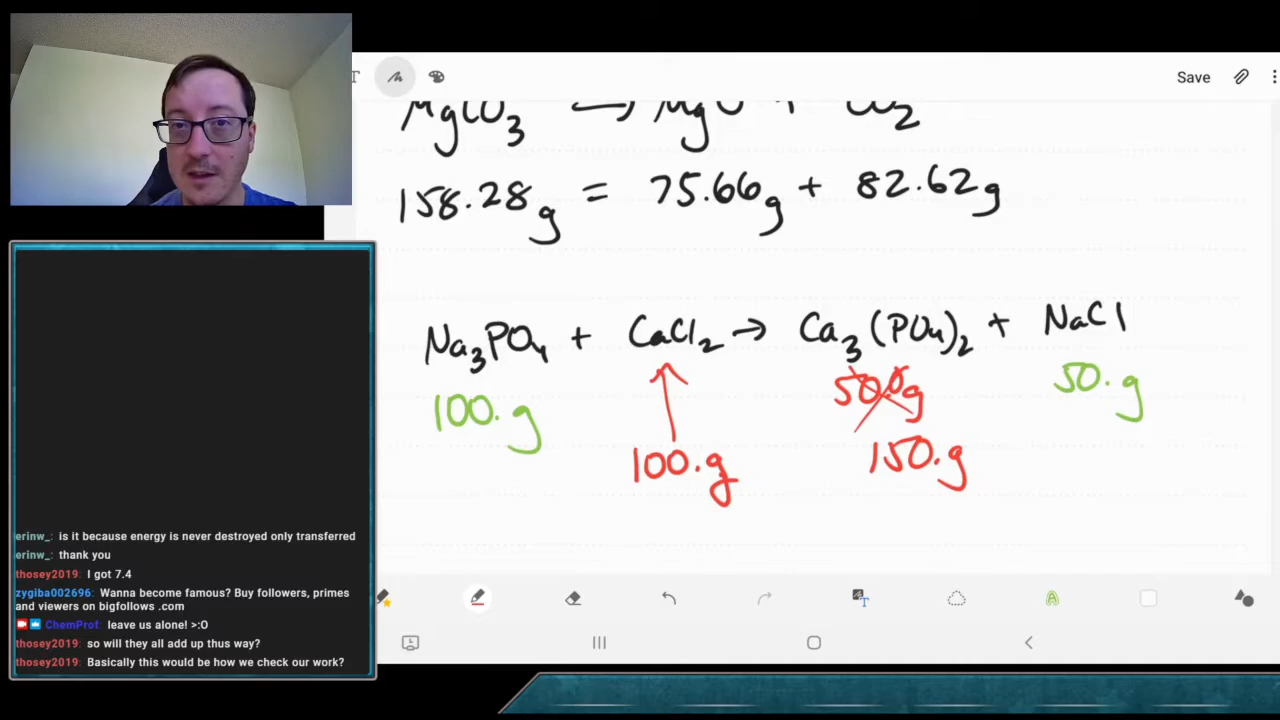 T
Save
MgCO3 → MgO + CO2
158.28g = 75.66g + 82.62g
Na3PO4 + CaCl2 → Ca3(PO4)2 + NaCl
50.0g
50. g
100. g
100. g
150. g
erinw_: is it because energy is never destroyed only transferred
erinw_: thank you
thosey2019: I got 7.4
zygiba002696: Wanna become famous? Buy followers, primes
and viewers on bigfollows .com
ChemProf: leave us alone! >:O
thosey2019: so will they all add up thus way?
thosey2019: Basically this would be how we check our work?
T
A